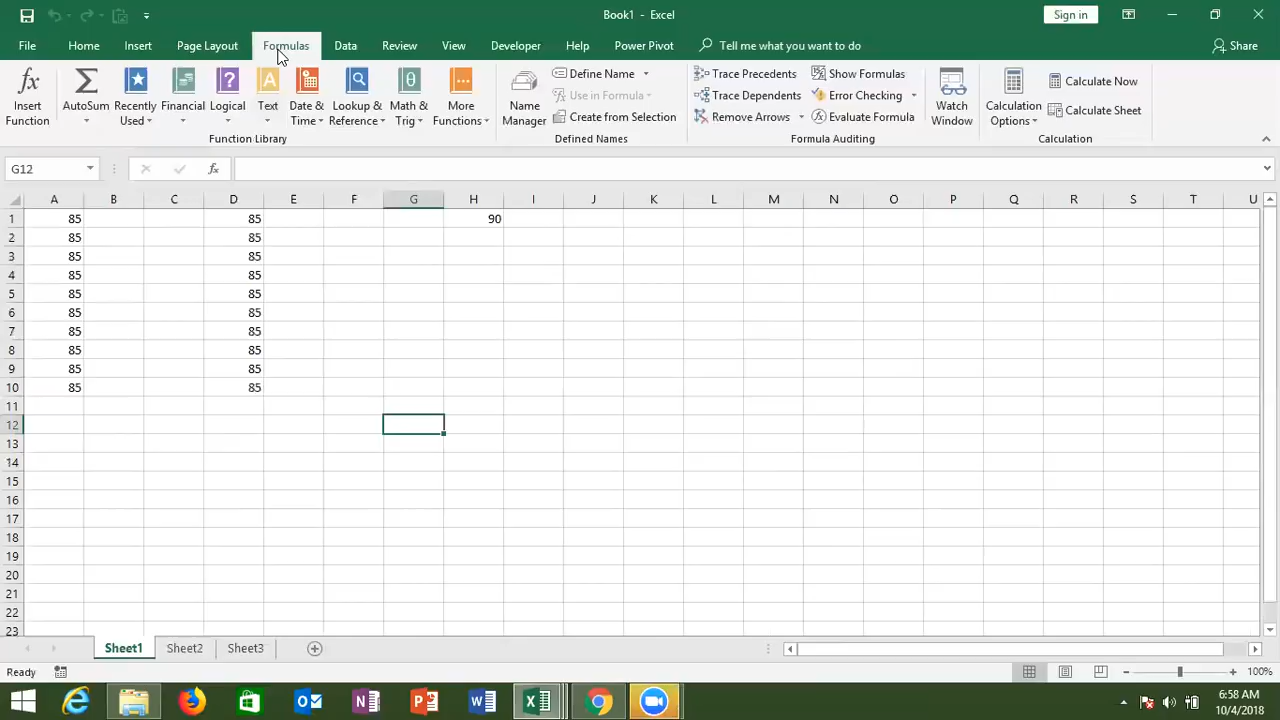 Book1 - Excel
Sign in
File Home Insert Page Layout Formulas Data Review View Developer Help Power Pivot Tell me what you want to do Share
Insert Function
AutoSum
Recently Used
Financial
Logical
Text
Date & Time
Lookup & Reference
Math & Trig
More Functions
Function Library
Name Manager
Define Name
Use in Formula
Create from Selection
Defined Names
Trace Precedents
Trace Dependents
Remove Arrows
Show Formulas
Error Checking
Evaluate Formula
Formula Auditing
Watch Window
Calculation Options
Calculate Now
Calculate Sheet
Calculation
G12 fx
A B C D E F G H I J K L M N O P Q R S T U
1 85 85 90
2 85 85
3 85 85
4 85 85
5 85 85
6 85 85
7 85 85
8 85 85
9 85 85
10 85 85
11
12
13
14
15
16
17
18
19
20
21
22
23
Sheet1 Sheet2 Sheet3
Ready 100%
6:58 AM
10/4/2018